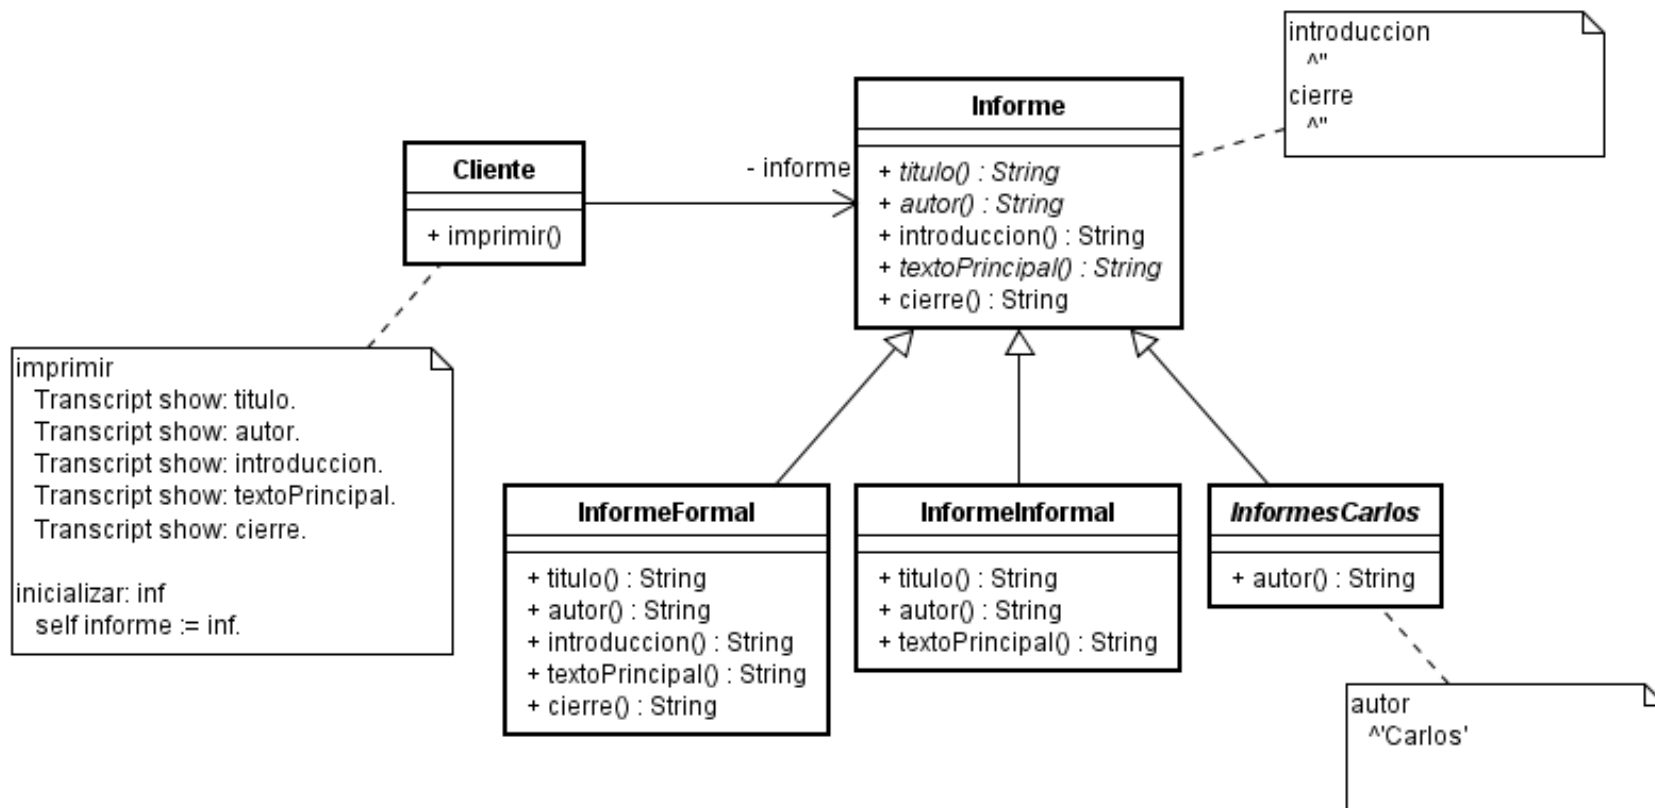 introduccion
^''
cierre
^''
Informe
+ titulo() : String
+ autor() : String
+ introduccion() : String
+ textoPrincipal() : String
+ cierre() : String
Cliente
+ imprimir()
- informe
imprimir
Transcript show: titulo.
Transcript show: autor.
Transcript show: introduccion.
Transcript show: textoPrincipal.
Transcript show: cierre.
inicializar: inf
self informe := inf.
InformeFormal
+ titulo() : String
+ autor() : String
+ introduccion() : String
+ textoPrincipal() : String
+ cierre() : String
InformeInformal
+ titulo() : String
+ autor() : String
+ textoPrincipal() : String
InformesCarlos
+ autor() : String
autor
^'Carlos'